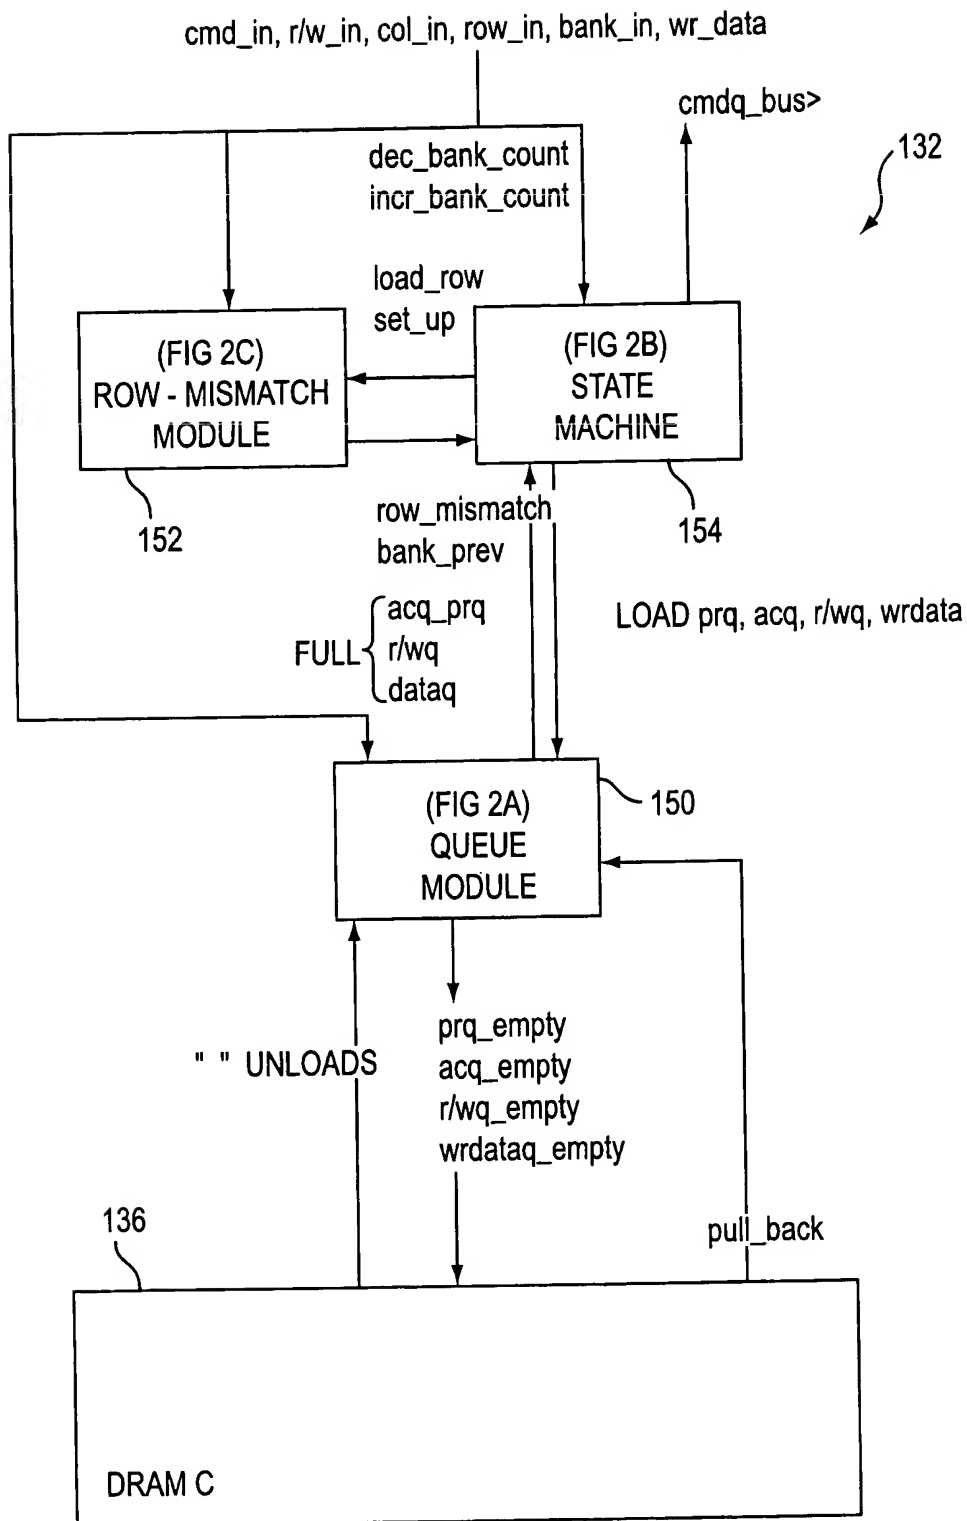 cmd_in, r/w_in, col_in, row_in, bank_in, wr_data
cmdq_bus>
132
dec_bank_count
incr_bank_count
load_row
set_up
(FIG 2C)
ROW - MISMATCH
MODULE
(FIG 2B)
STATE
MACHINE
152
154
row_mismatch
bank_prev
FULL
acq_prq
r/wq
dataq
LOAD prq, acq, r/wq, wrdata
(FIG 2A)
QUEUE
MODULE
150
" " UNLOADS
prq_empty
acq_empty
r/wq_empty
wrdataq_empty
136
pull_back
DRAM C